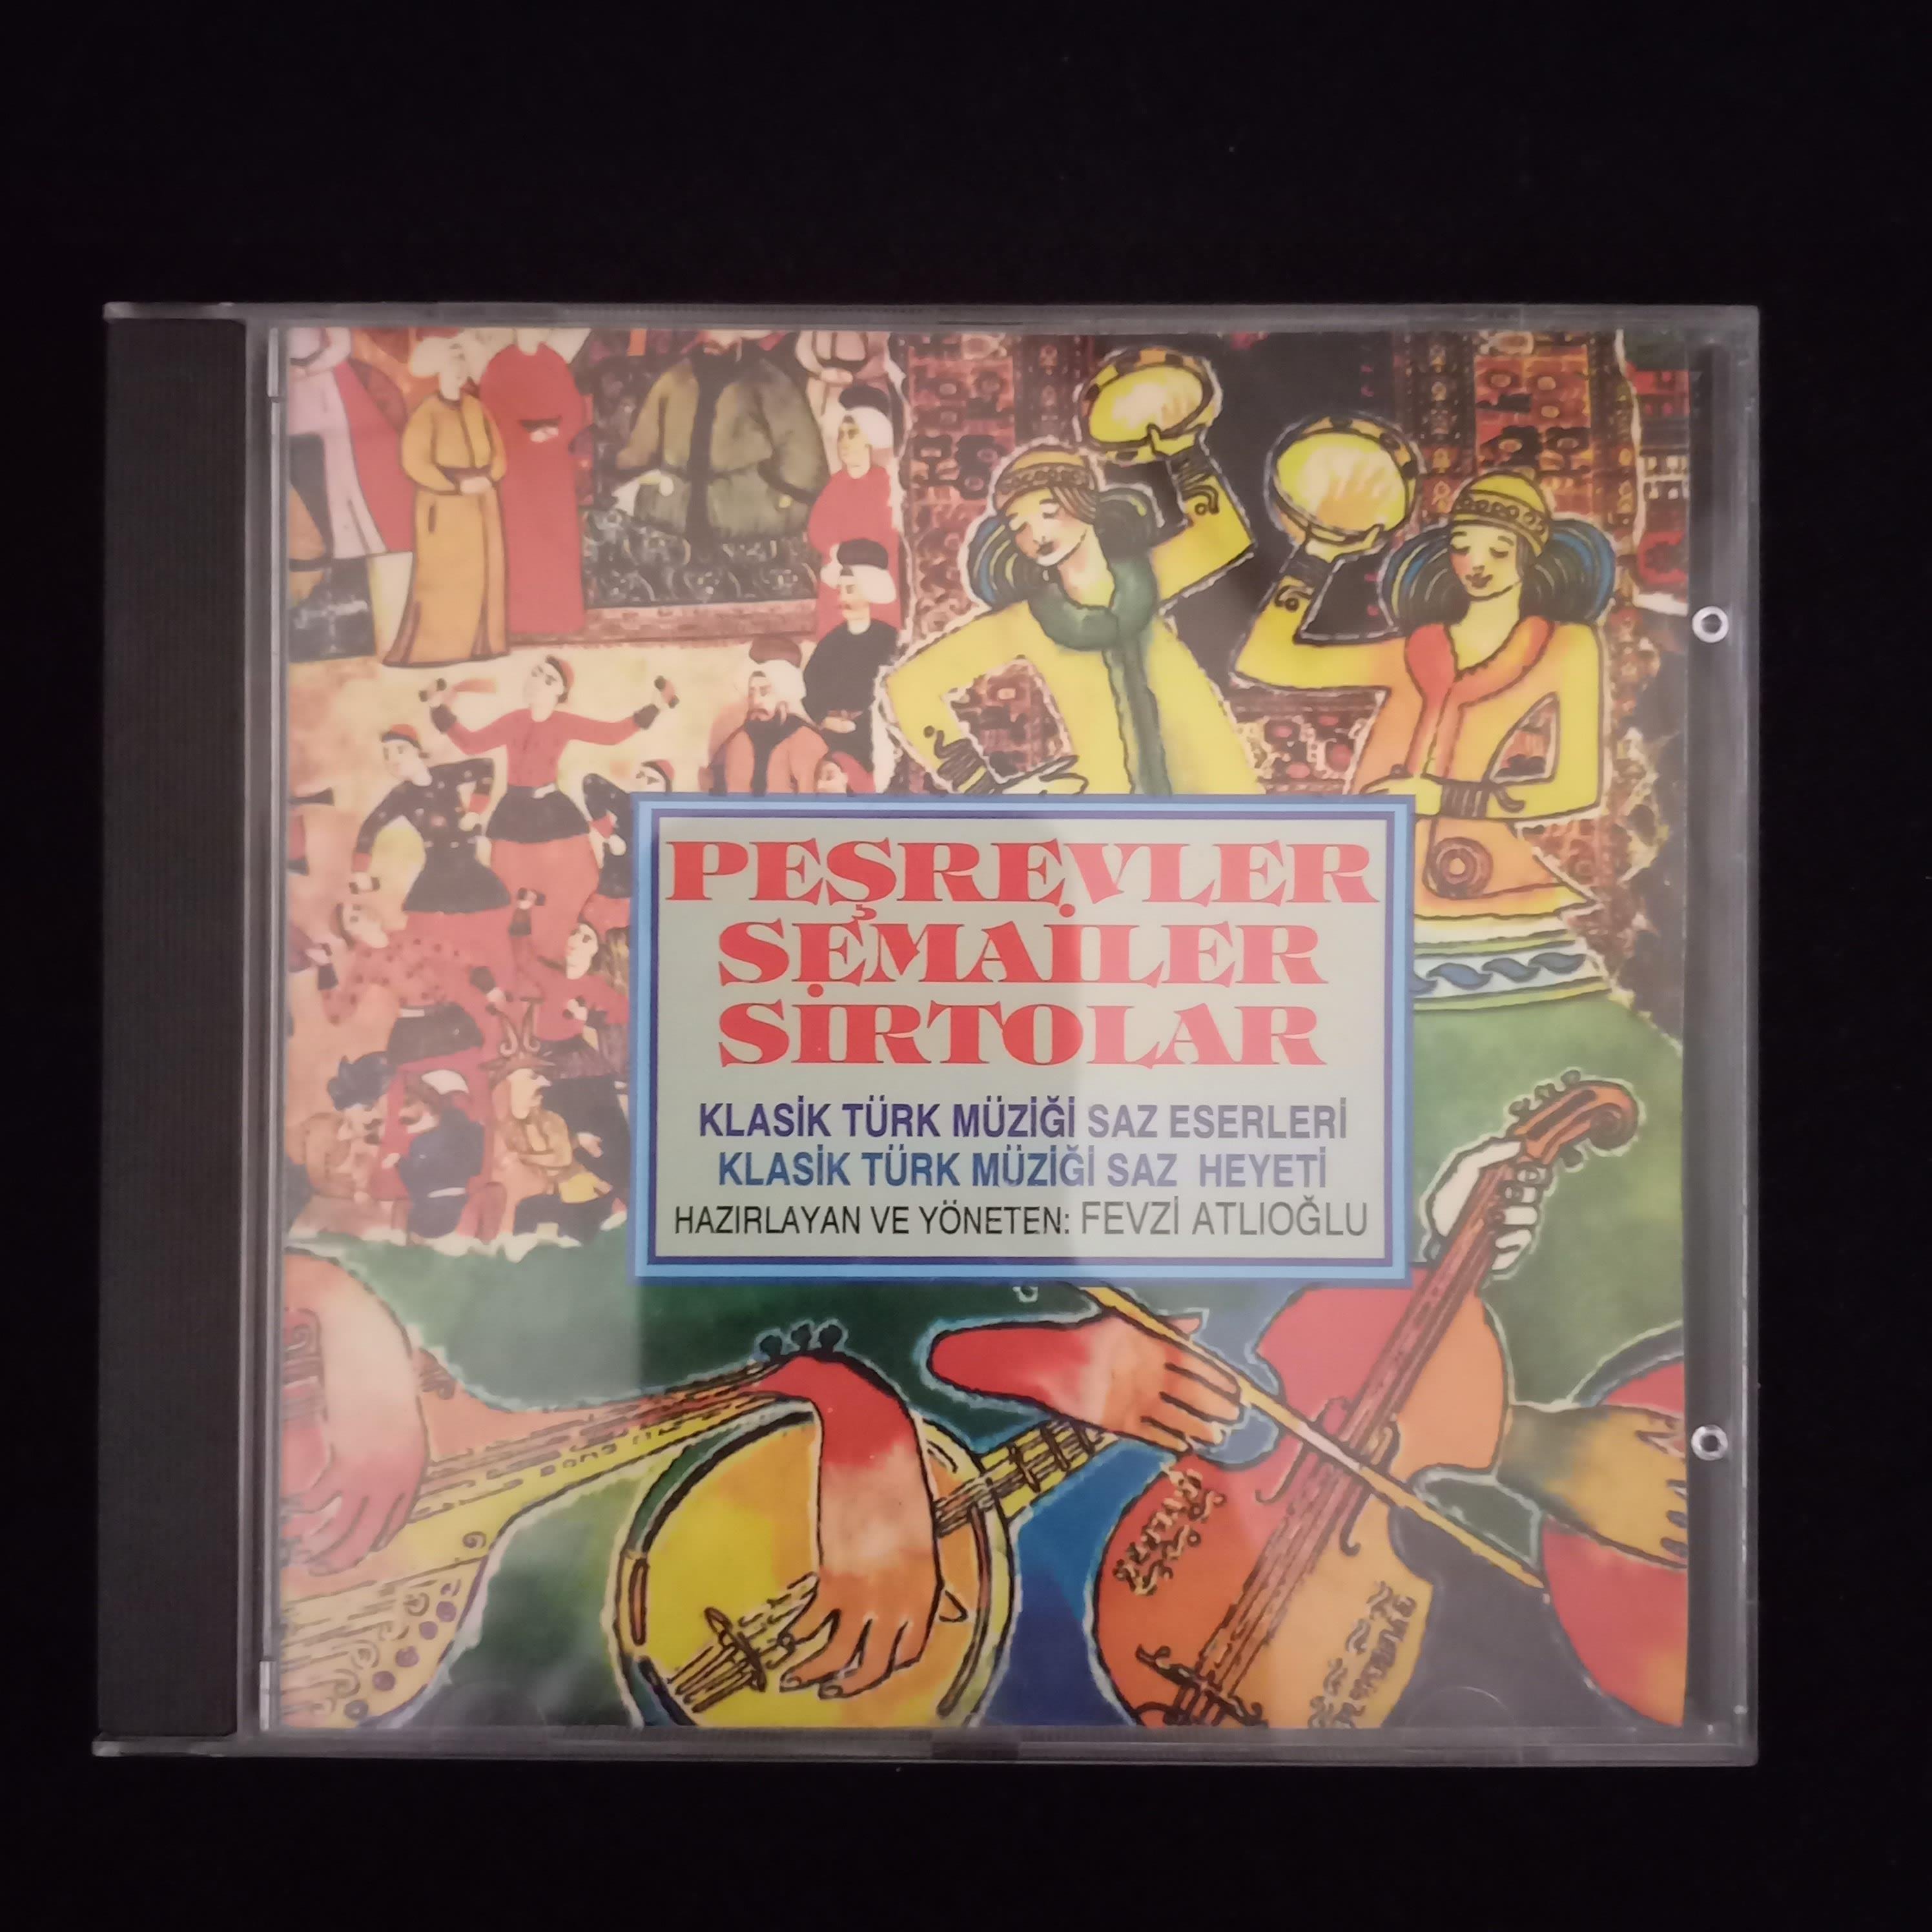 PEŞREVLER
SEMAİLER
SİRTOLAR
KLASİK TÜRK MÜZİĞİ SAZ ESERLERİ
KLASİK TÜRK MÜZİĞİ SAZ HEYETİ
HAZIRLAYAN VE YÖNETEN: FEVZİ ATLIOĞLU